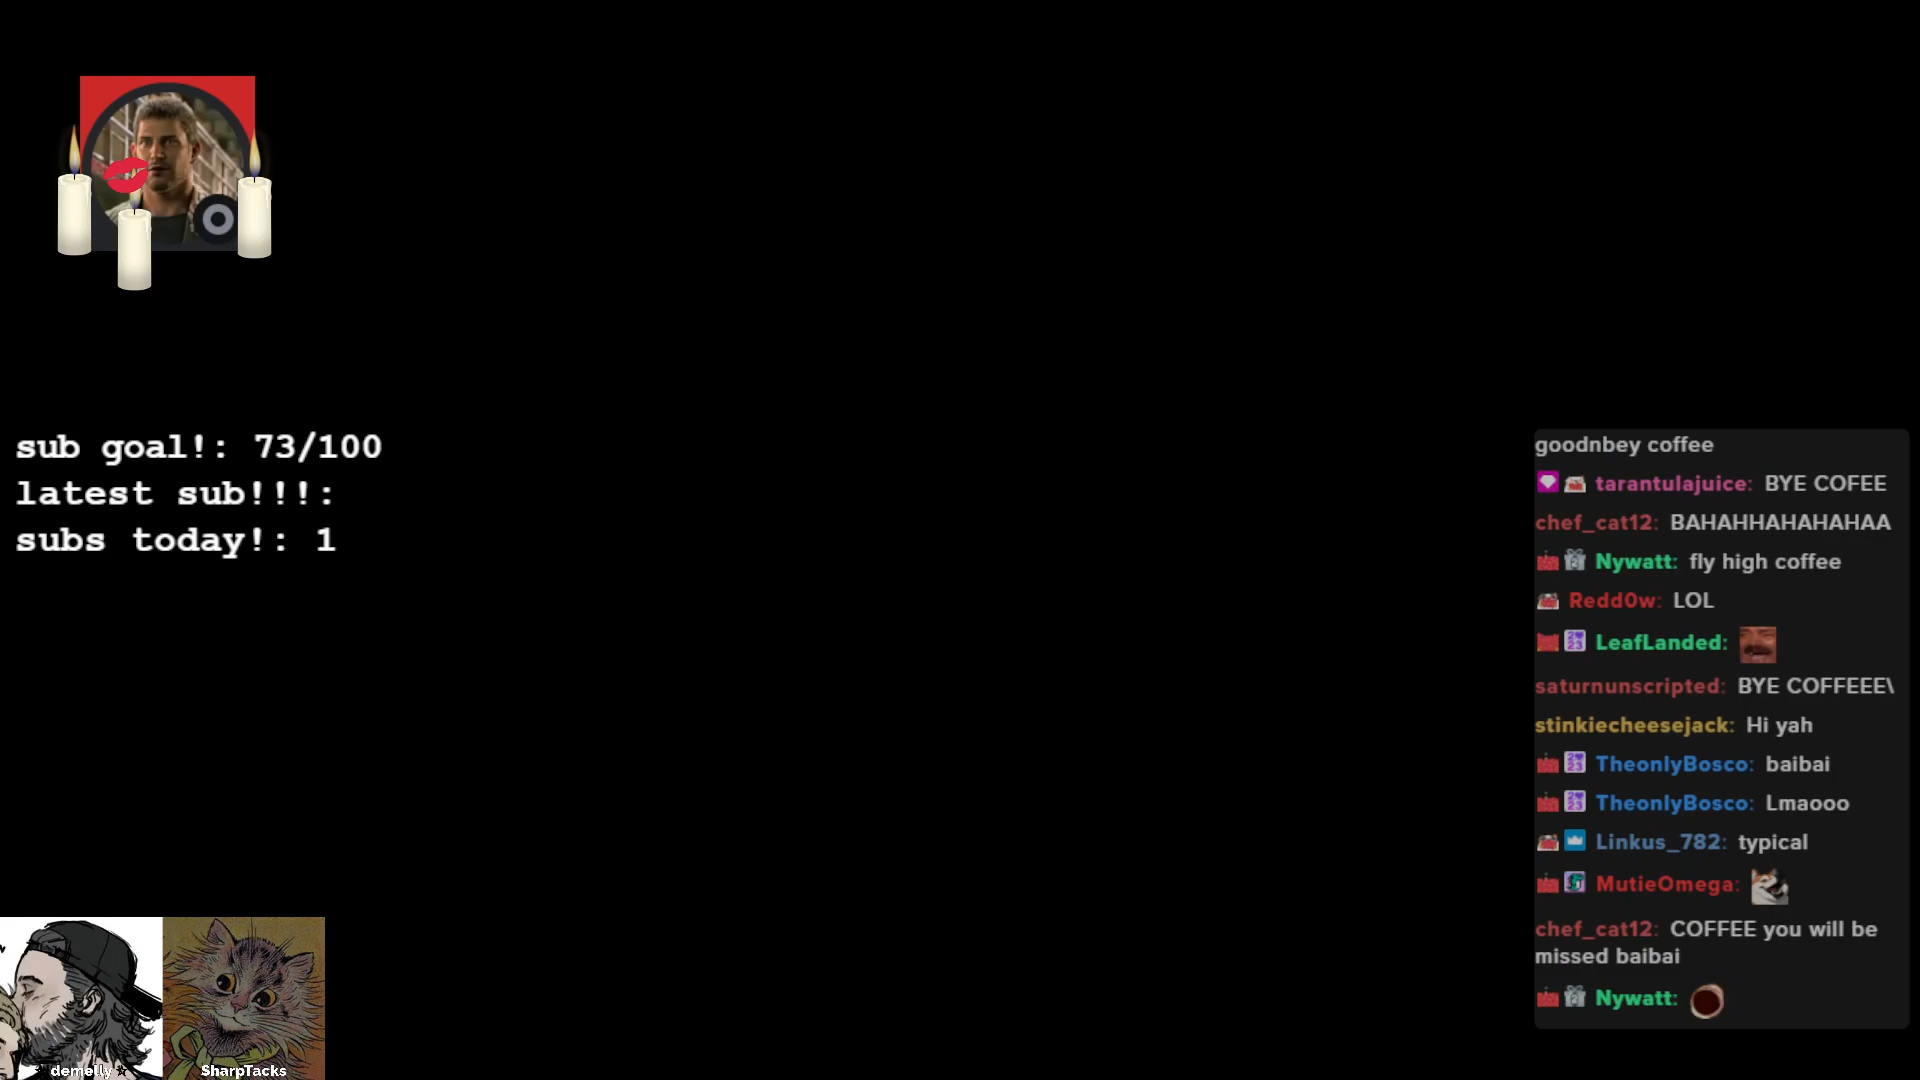 sub goal!: 73/100
latest sub!!!:
subs today!: 1
goodnbey coffee
tarantulajuice: BYE COFEE
chef_cat12: BAHAHHAHAHAHAA
Nywatt: fly high coffee
Redd0w: LOL
LeafLanded:
saturnunscripted: BYE COFFEEE\
stinkiecheesejack: Hi yah
TheonlyBosco: baibai
TheonlyBosco: Lmaooo
Linkus_782: typical
MutieOmega:
chef_cat12: COFFEE you will be
missed baibai
Nywatt:
demelly
SharpTacks